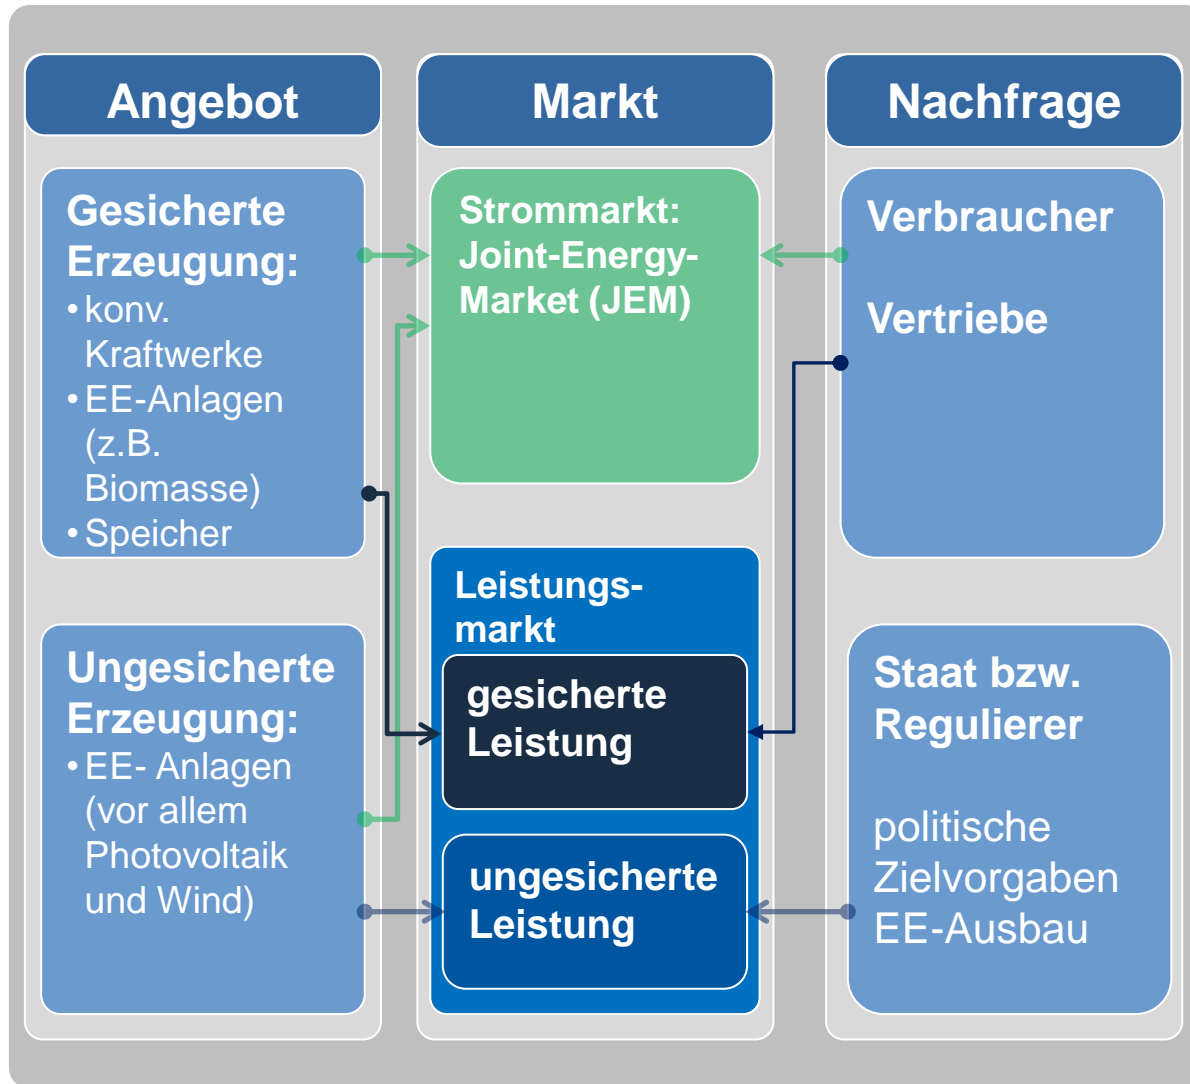 Angebot
Gesicherte
Erzeugung:
• konv.
Kraftwerke
• EE-Anlagen
(z.B.
Biomasse)
• Speicher
Ungesicherte
Erzeugung:
• EE- Anlagen
(vor allem
Photovoltaik
und Wind)
Markt
Strommarkt:
Joint-Energy-
Market (JEM)
Leistungs-
markt
gesicherte
Leistung
ungesicherte
Leistung
Nachfrage
Verbraucher
Vertriebe
Staat bzw.
Regulierer
politische
Zielvorgaben
EE-Ausbau